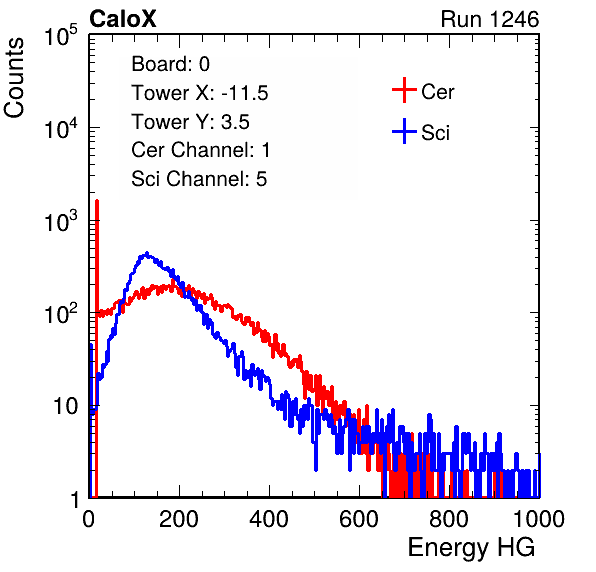 CaloX Run 1246
Counts
Board: 0
Tower X: -11.5
Tower Y: 3.5
Cer Channel: 1
Sci Channel: 5
Cer
Sci
10^5
10^4
10^3
10^2
10
1
0 200 400 600 800 1000
Energy HG